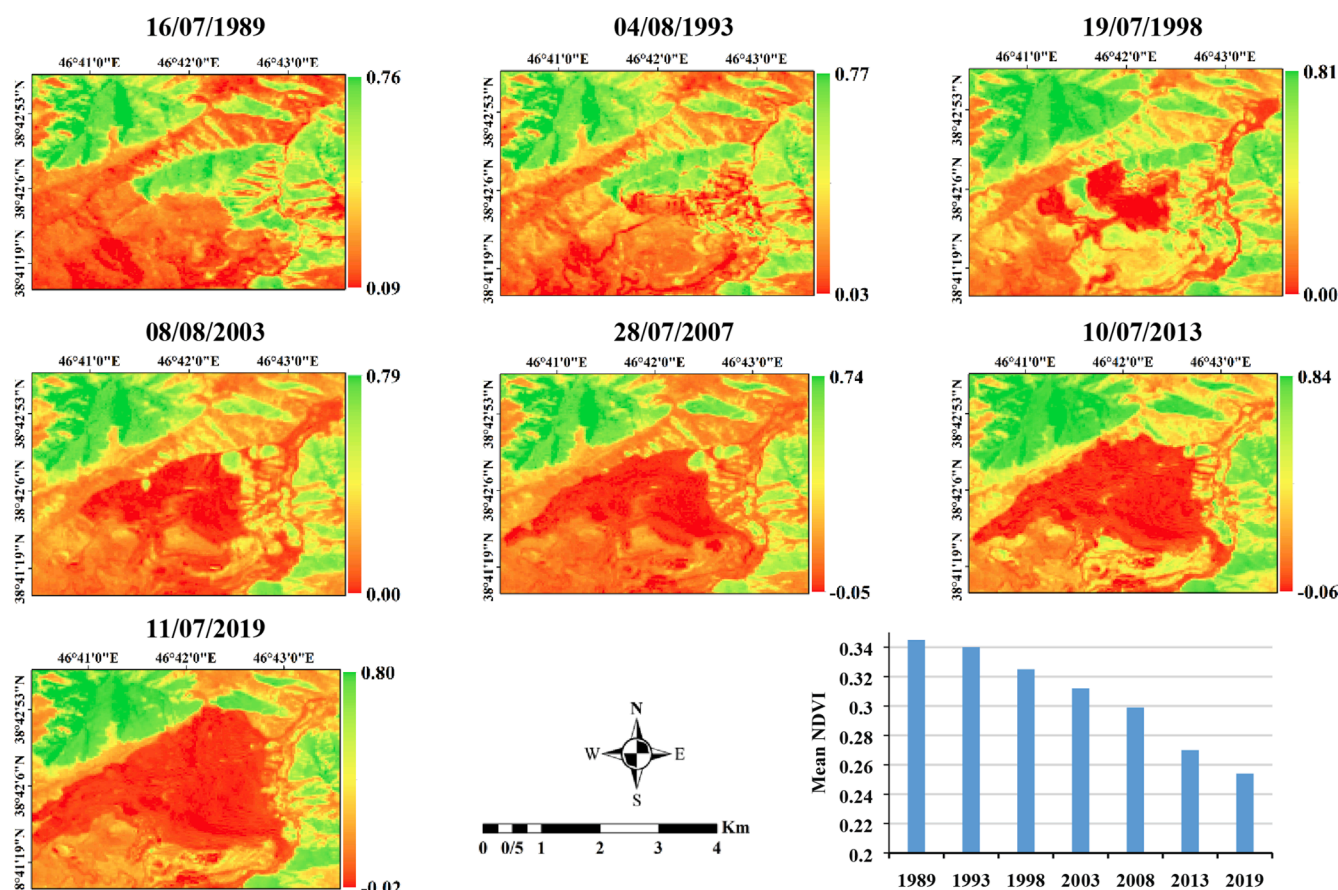 16/07/1989
04/08/1993
19/07/1998
46°41'0"E 46°42'0"E 46°43'0"E
46°41'0"E 46°42'0"E 46°43'0"E
46°41'0"E 46°42'0"E 46°43'0"E
38°42'53"N
38°42'6"N
38°41'19"N
0.76
0.09
38°42'53"N
38°42'6"N
38°41'19"N
0.77
0.03
38°42'53"N
38°42'6"N
38°41'19"N
0.81
0.00
08/08/2003
28/07/2007
10/07/2013
46°41'0"E 46°42'0"E 46°43'0"E
46°41'0"E 46°42'0"E 46°43'0"E
46°41'0"E 46°42'0"E 46°43'0"E
38°42'53"N
38°42'6"N
38°41'19"N
0.79
0.00
38°42'53"N
38°42'6"N
38°41'19"N
0.74
-0.05
38°42'53"N
38°42'6"N
38°41'19"N
0.84
-0.06
11/07/2019
46°41'0"E 46°42'0"E 46°43'0"E
38°42'53"N
38°42'6"N
38°41'19"N
0.80
-0.02
N
W E
S
Km
0 0/5 1 2 3 4
Mean NDVI
0.34
0.32
0.3
0.28
0.26
0.24
0.22
0.2
1989 1993 1998 2003 2008 2013 2019